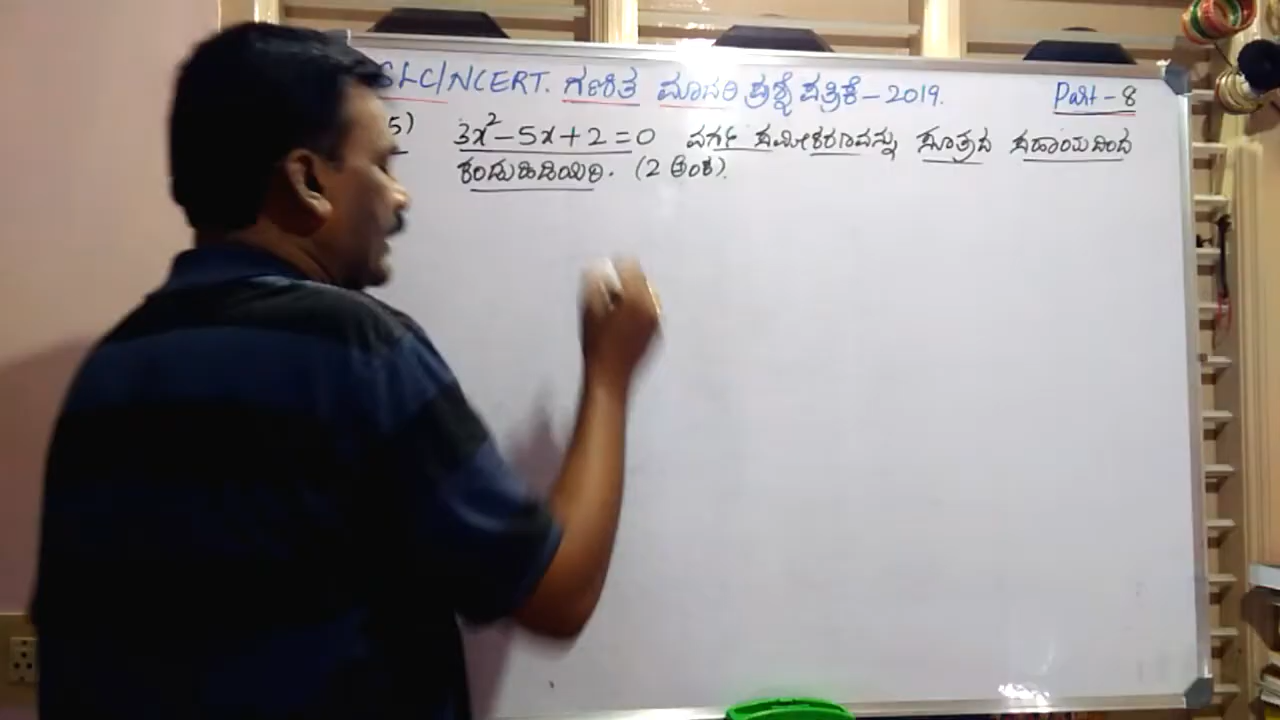 SLC/NCERT. ಗಣಿತ ಮಾದರಿ ಪ್ರಶ್ನೆ ಪತ್ರಿಕೆ - 2019. Part - 8
5) 3x² - 5x + 2 = 0 ವರ್ಗ ಸಮೀಕರಣವನ್ನು ಸೂತ್ರದ ಸಹಾಯದಿಂದ
ಕಂಡುಹಿಡಿಯಿರಿ. (2 ಅಂಕ).